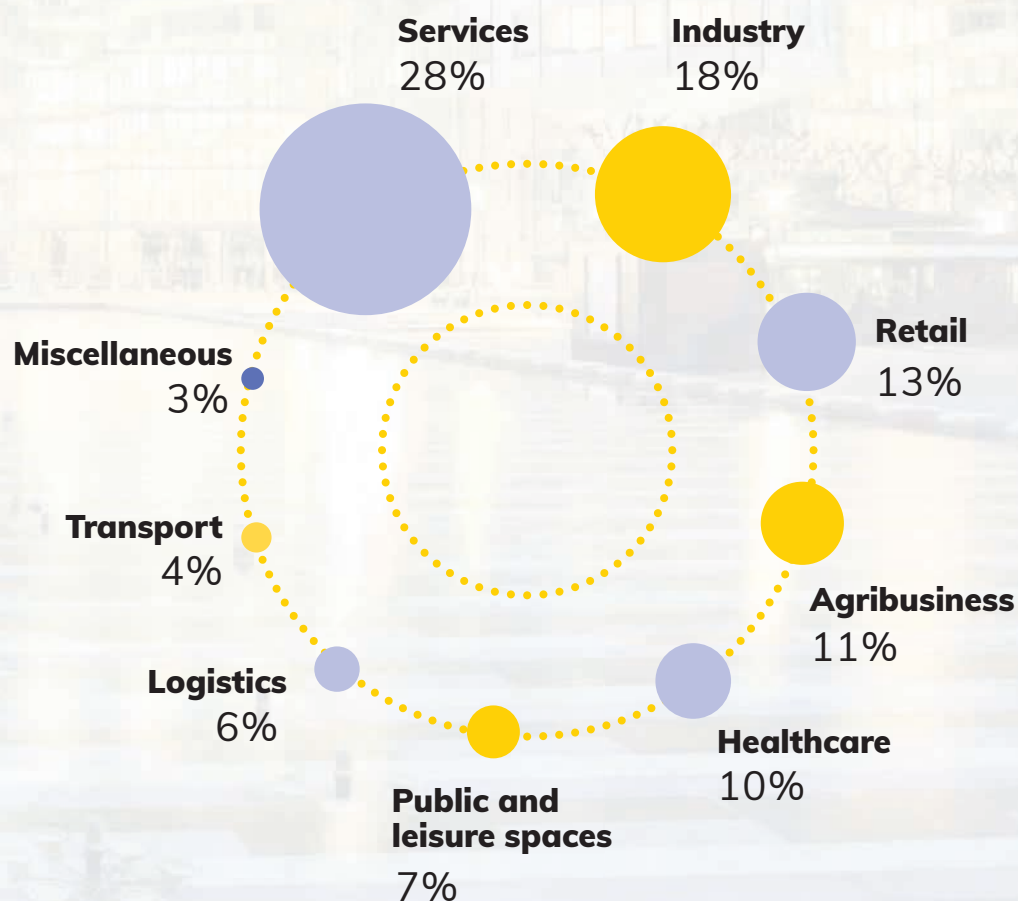 Services
28%
Industry
18%
Retail
13%
Agribusiness
11%
Healthcare
10%
Public and
leisure spaces
7%
Logistics
6%
Transport
4%
Miscellaneous
3%